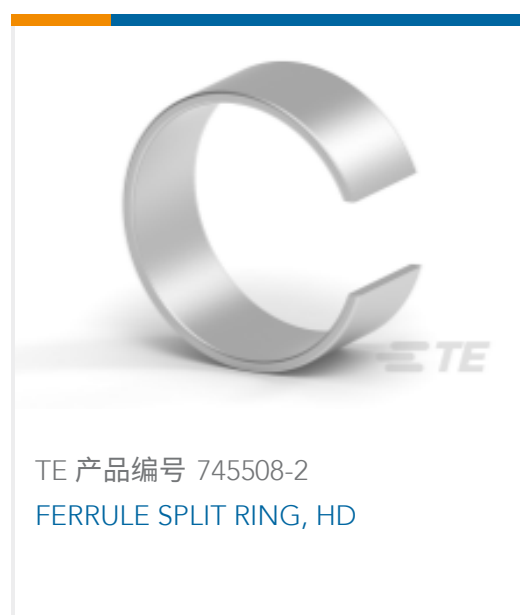 TE
TE 产品编号 745508-2
FERRULE SPLIT RING, HD